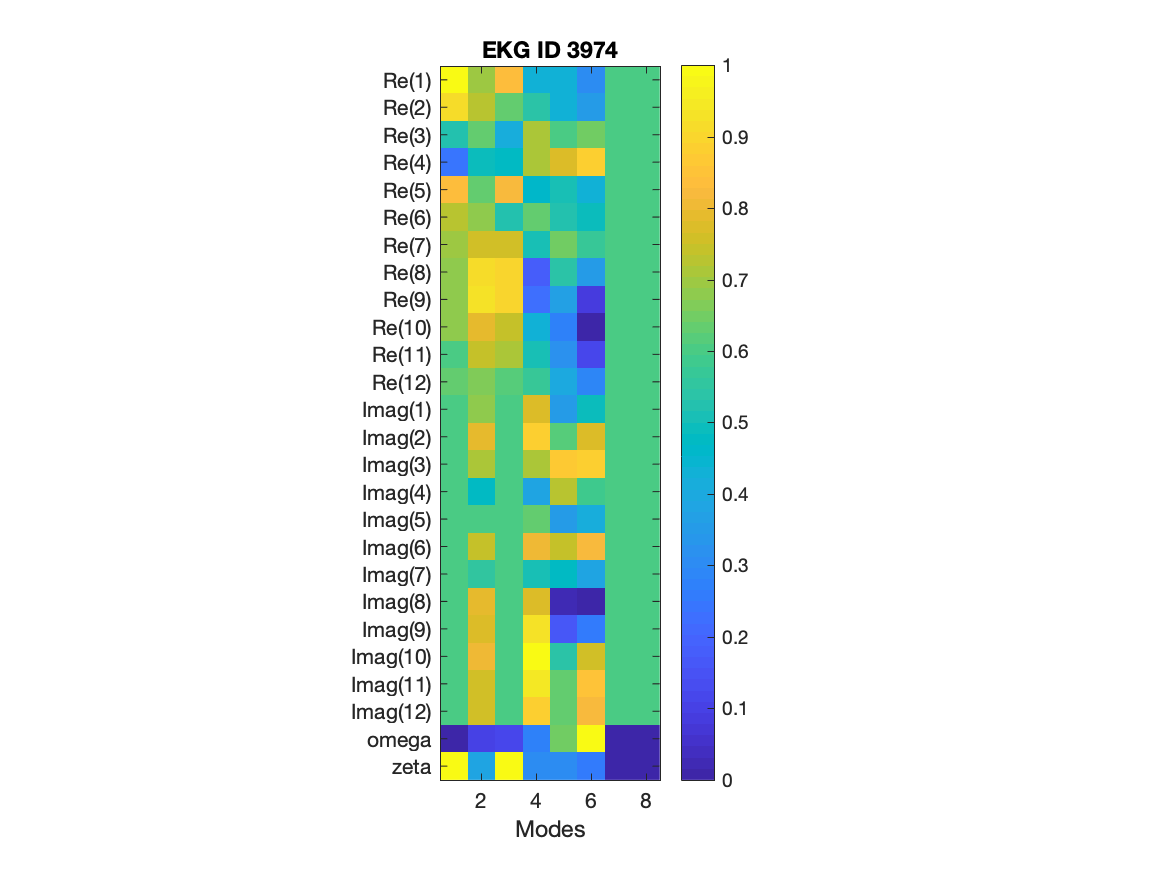 EKG ID 3974
Re(1)
Re(2)
Re(3)
Re(4)
Re(5)
Re(6)
Re(7)
Re(8)
Re(9)
Re(10)
Re(11)
Re(12)
Imag(1)
Imag(2)
Imag(3)
Imag(4)
Imag(5)
Imag(6)
Imag(7)
Imag(8)
Imag(9)
Imag(10)
Imag(11)
Imag(12)
omega
zeta
2 4 6 8
Modes
1
0.9
0.8
0.7
0.6
0.5
0.4
0.3
0.2
0.1
0